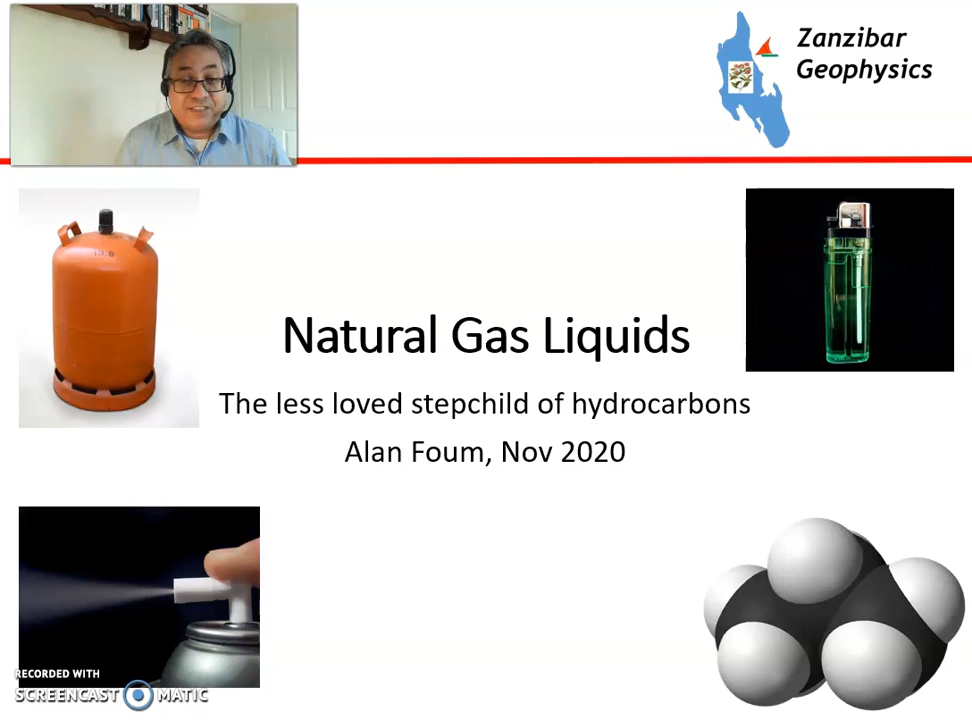 Zanzibar
Geophysics
Natural Gas Liquids
The less loved stepchild of hydrocarbons
Alan Foum, Nov 2020
RECORDED WITH
SCREENCAST MATIC